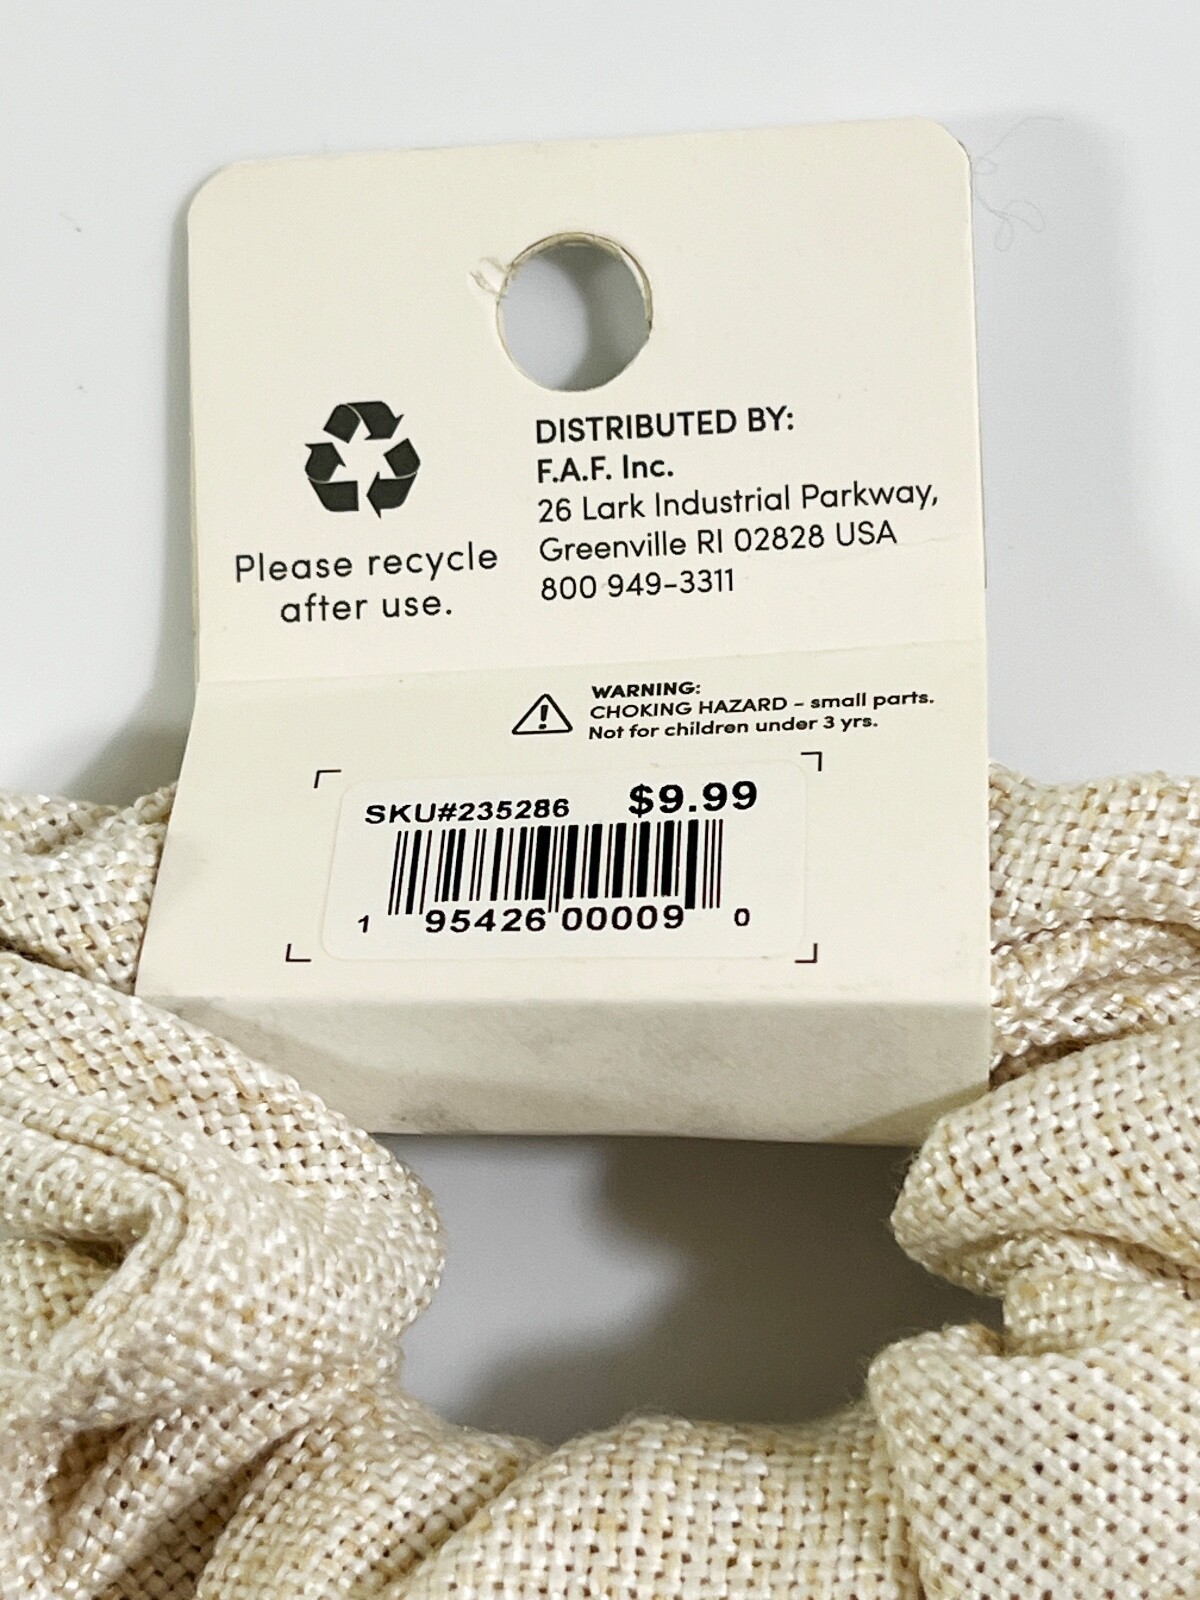 Please recycle
after use.
DISTRIBUTED BY:
F.A.F. Inc.
26 Lark Industrial Parkway,
Greenville RI 02828 USA
800 949-3311
WARNING:
CHOKING HAZARD - small parts.
Not for children under 3 yrs.
SKU#235286 $9.99
1 95426 00009 0